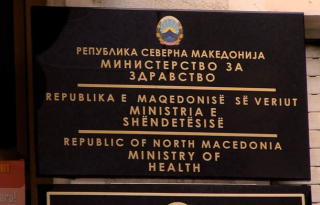 РЕПУБЛИКА СЕВЕРНА МАКЕДОНИЈА
МИНИСТЕРСТВО ЗА
ЗДРАВСТВО
REPUBLIKA E MAQEDONISË SË VERIUT
MINISTRIA E
SHËNDETËSISË
REPUBLIC OF NORTH MACEDONIA
MINISTRY OF
HEALTH